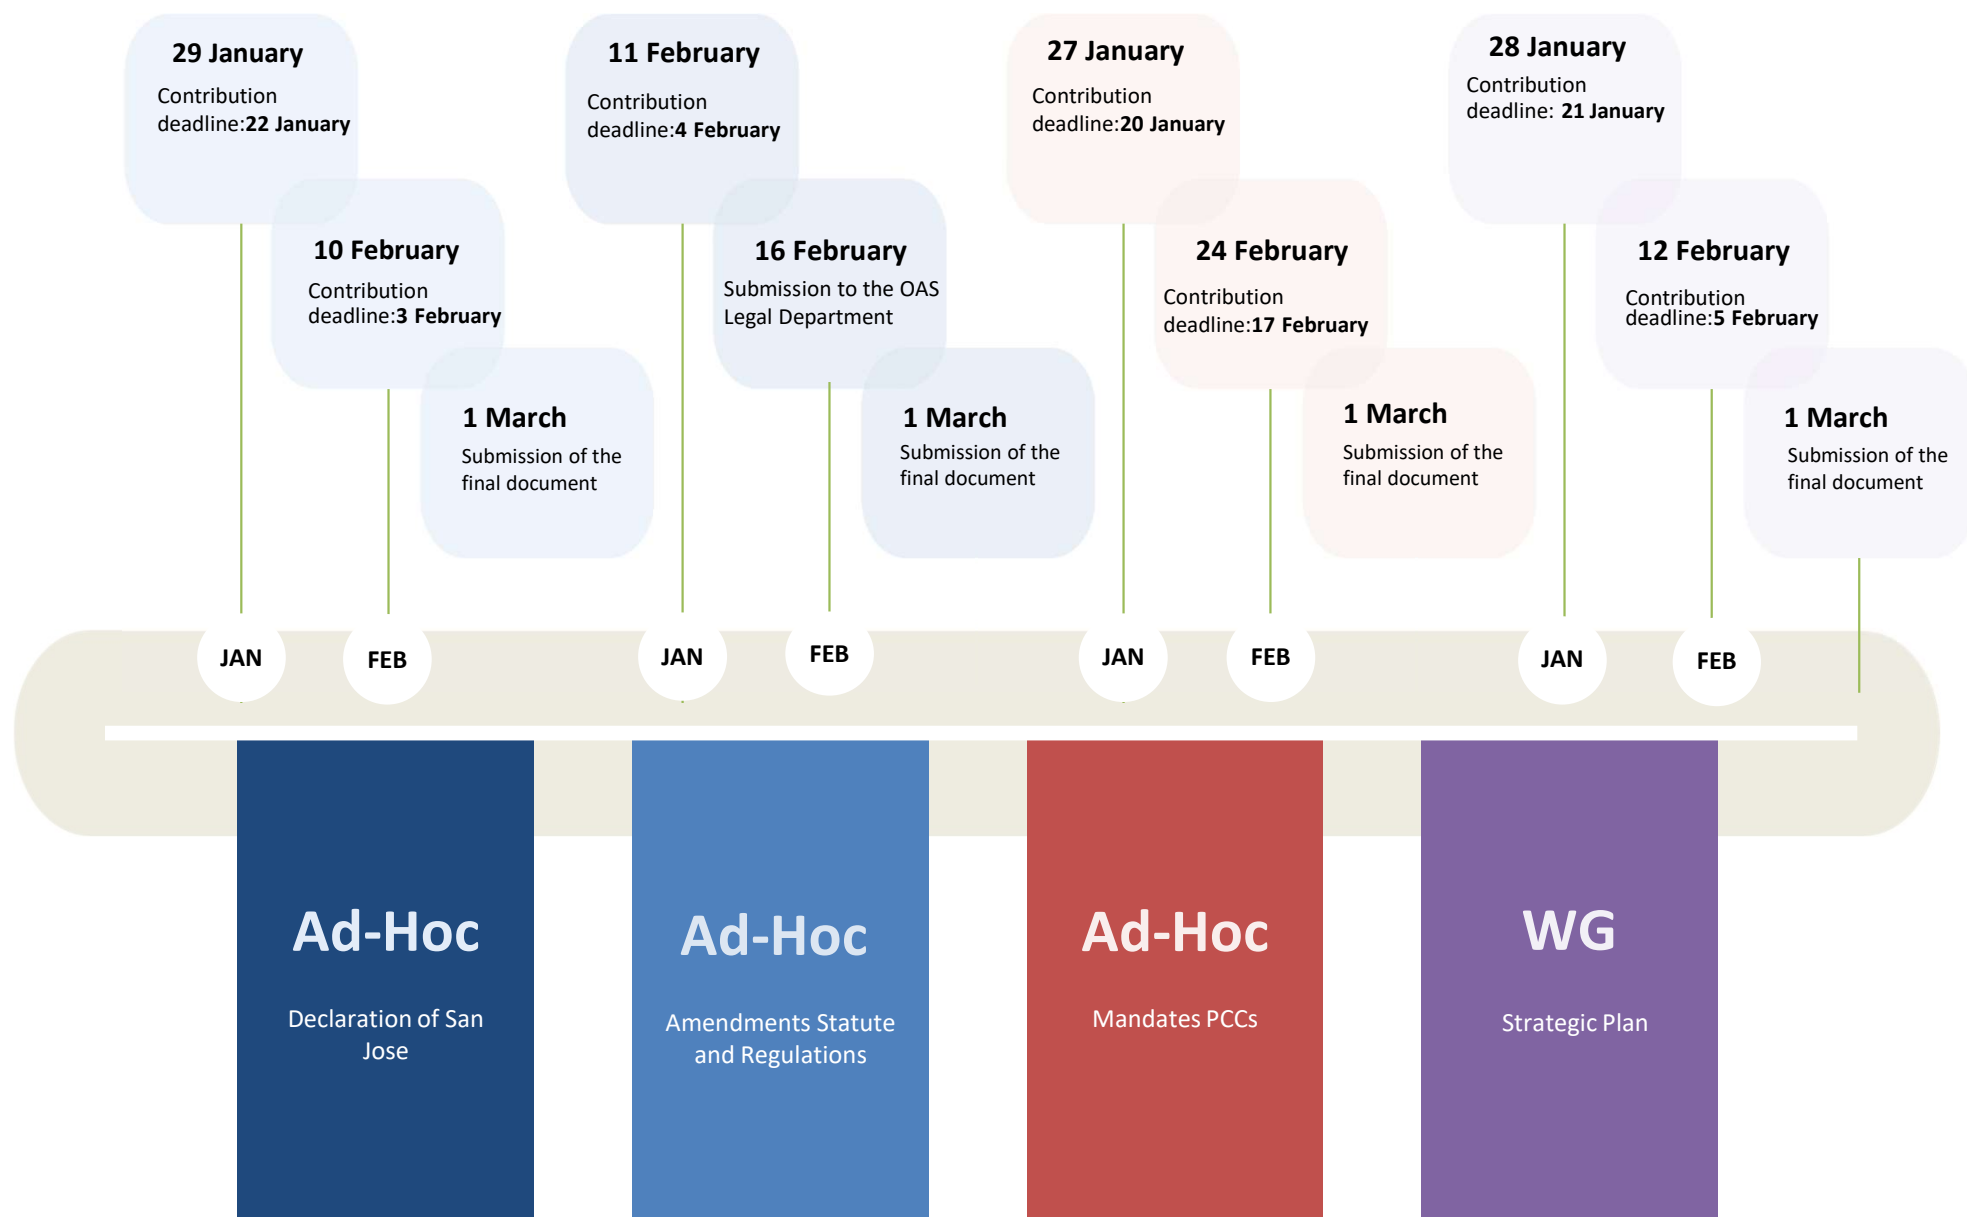 29 January
Contribution
deadline:22 January
10 February
Contribution
deadline:3 February
1 March
Submission of the
final document
11 February
Contribution
deadline:4 February
16 February
Submission to the OAS
Legal Department
1 March
Submission of the
final document
27 January
Contribution
deadline:20 January
24 February
Contribution
deadline:17 February
1 March
Submission of the
final document
28 January
Contribution
deadline: 21 January
12 February
Contribution
deadline:5 February
1 March
Submission of the
final document
JAN
FEB
JAN
FEB
JAN
FEB
JAN
FEB
Ad-Hoc
Declaration of San
Jose
Ad-Hoc
Amendments Statute
and Regulations
Ad-Hoc
Mandates PCCs
WG
Strategic Plan